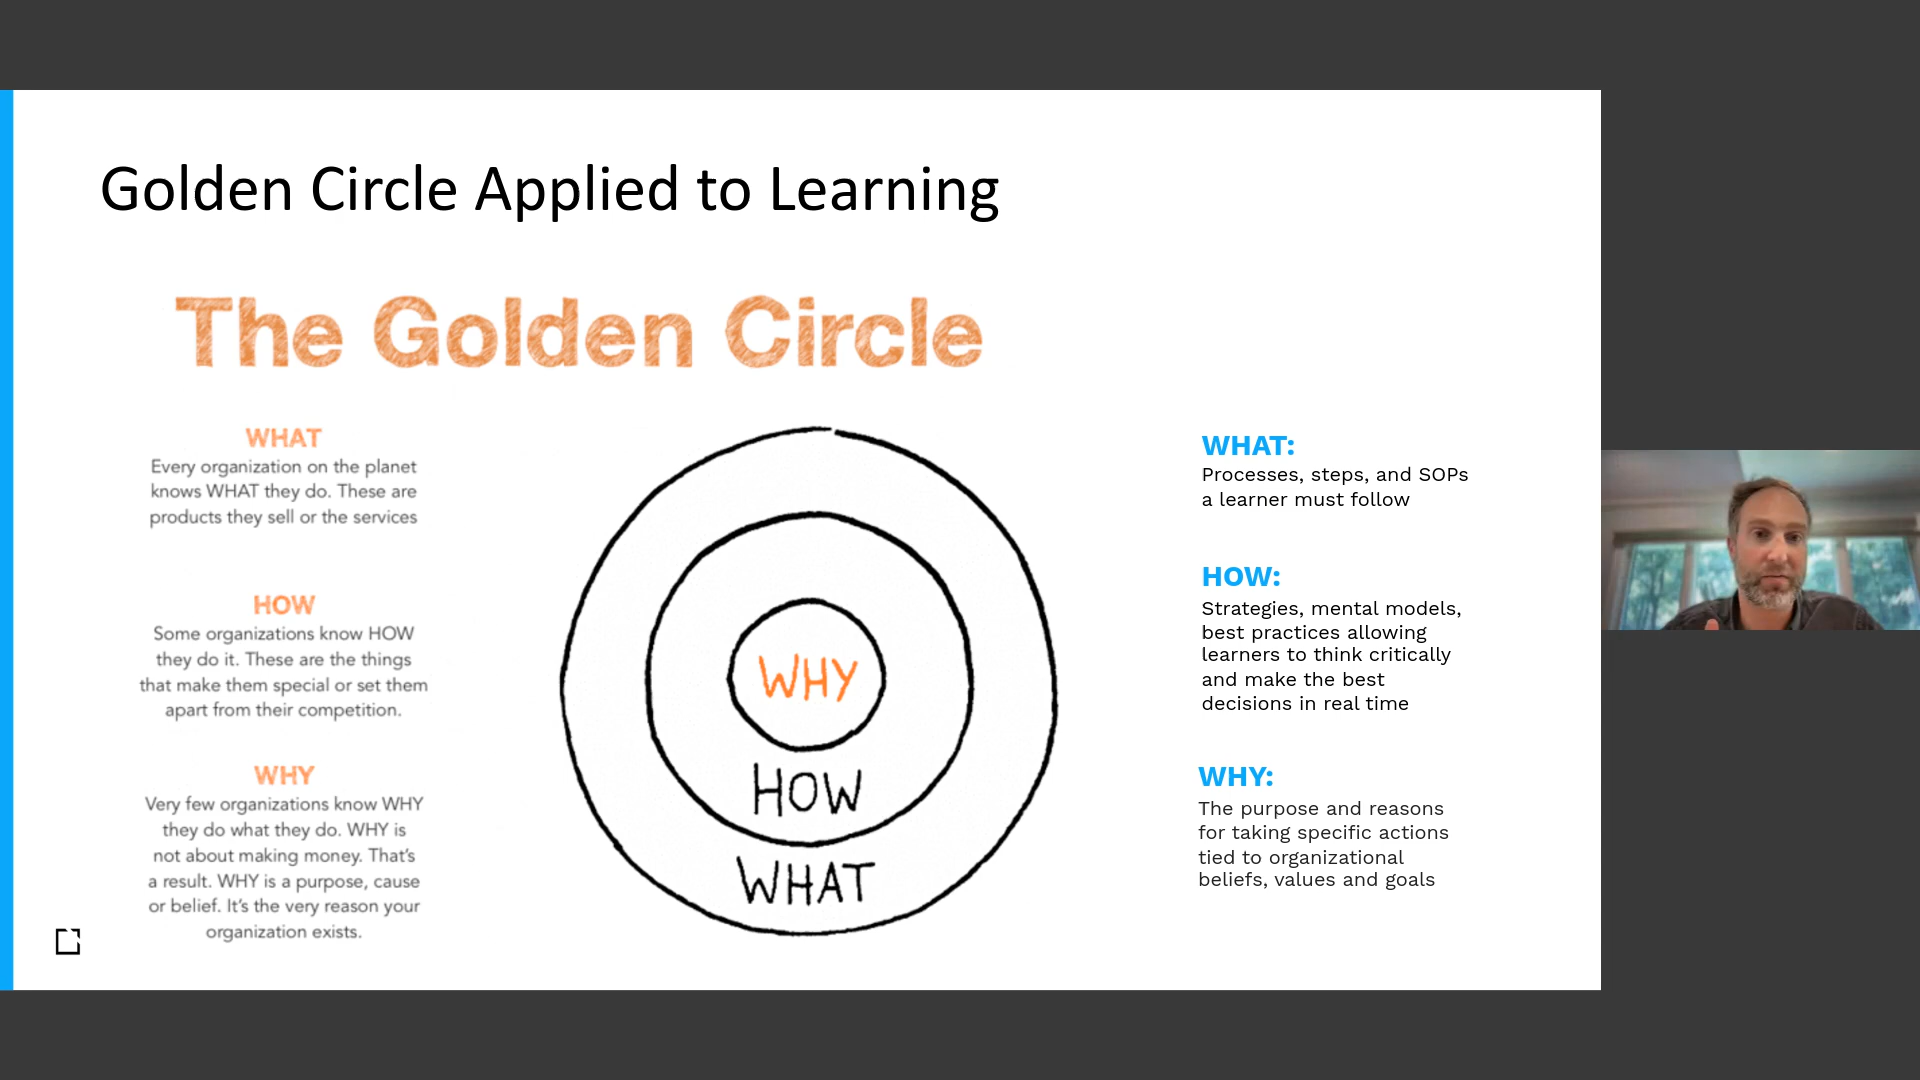 Golden Circle Applied to Learning
The Golden Circle
WHAT
Every organization on the planet
knows WHAT they do. These are
products they sell or the services
HOW
Some organizations know HOW
they do it. These are the things
that make them special or set them
apart from their competition.
WHY
Very few organizations know WHY
they do what they do. WHY is
not about making money. That's
a result. WHY is a purpose, cause
or belief. It's the very reason your
organization exists.
WHY
HOW
WHAT
WHAT:
Processes, steps, and SOPs
a learner must follow
HOW:
Strategies, mental models,
best practices allowing
learners to think critically
and make the best
decisions in real time
WHY:
The purpose and reasons
for taking specific actions
tied to organizational
beliefs, values and goals